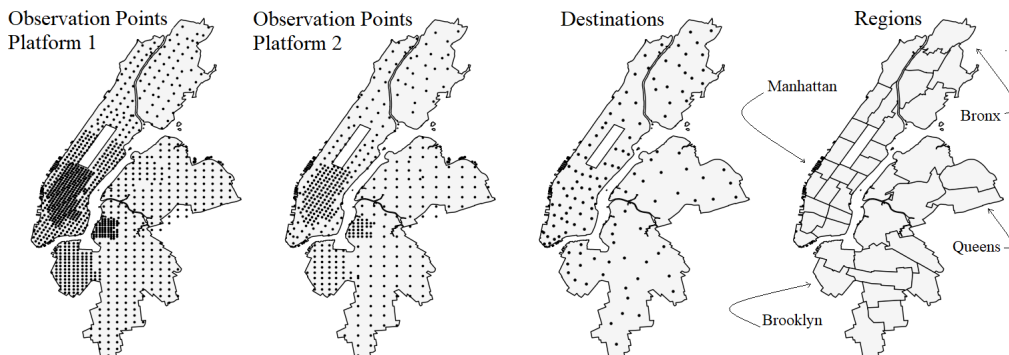 Observation Points
Platform 1
Observation Points
Platform 2
Destinations
Regions
Manhattan
Bronx
Queens
Brooklyn